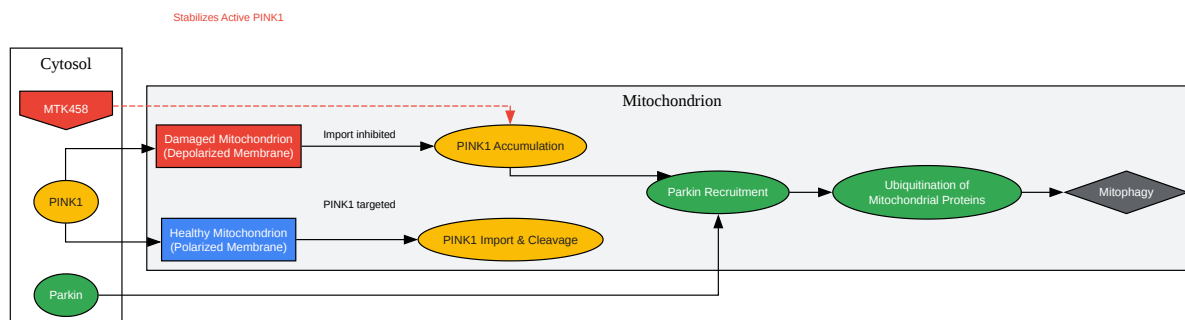 Stabilizes Active PINK1
Cytosol
MTK458
Mitochondrion
Damaged Mitochondrion
(Depolarized Membrane)
Import inhibited
PINK1 Accumulation
PINK1
Parkin Recruitment
Ubiquitination of
Mitochondrial Proteins
Mitophagy
PINK1 targeted
Healthy Mitochondrion
(Polarized Membrane)
PINK1 Import & Cleavage
Parkin